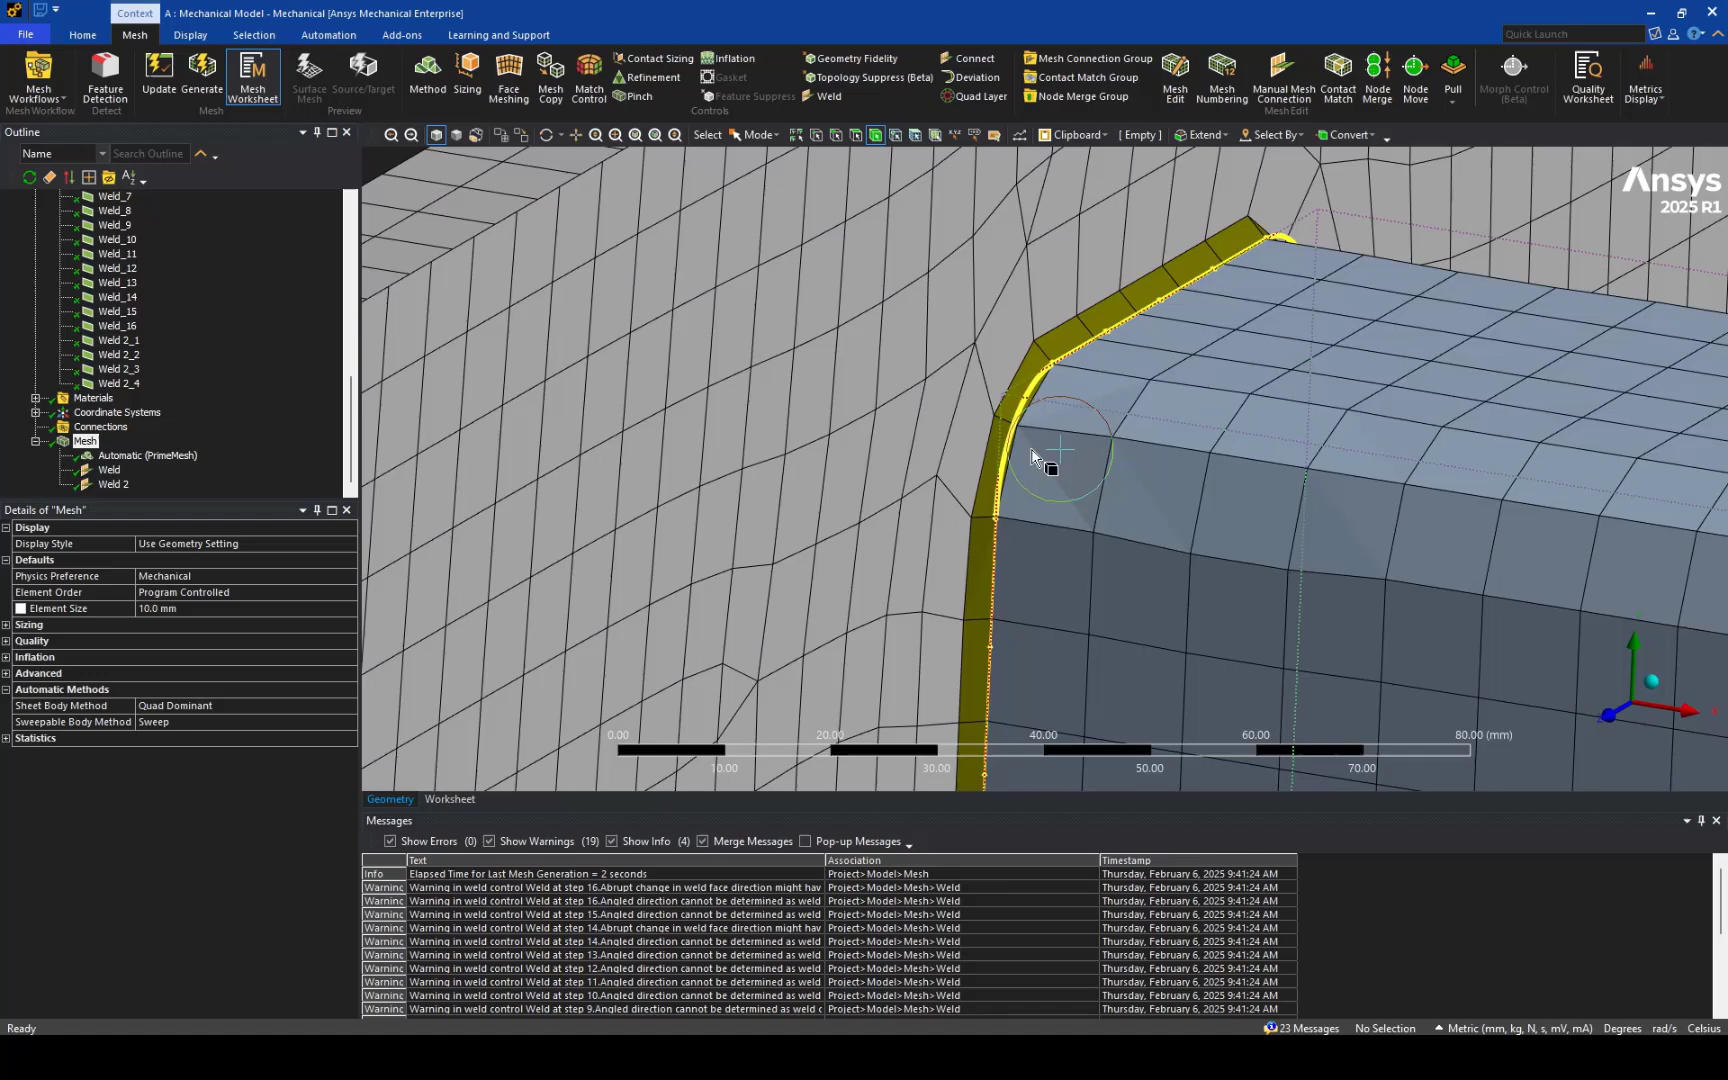 Context A : Mechanical Model - Mechanical [Ansys Mechanical Enterprise]
File Home Mesh Display Selection Automation Add-ons Learning and Support Quick Launch
Mesh Workflows
Feature Detection
Update
Generate
Mesh Worksheet
Surface Mesh
Source/Target
Method
Sizing
Face Meshing
Mesh Copy
Match Control
Contact Sizing
Refinement
Pinch
Inflation
Gasket
Feature Suppress
Geometry Fidelity
Topology Suppress (Beta)
Weld
Connect
Deviation
Quad Layer
Mesh Connection Group
Contact Match Group
Node Merge Group
Mesh Edit
Mesh Numbering
Manual Mesh Connection
Contact Match
Node Merge
Node Move
Pull
Morph Control (Beta)
Quality Worksheet
Metrics Display
Mesh Workflow Detect Mesh Preview Controls Mesh Edit
Outline
Name Search Outline
Select Mode Clipboard [ Empty ] Extend Select By Convert
Weld_7
Weld_8
Weld_9
Weld_10
Weld_11
Weld_12
Weld_13
Weld_14
Weld_15
Weld_16
Weld 2_1
Weld 2_2
Weld 2_3
Weld 2_4
Materials
Coordinate Systems
Connections
Mesh
Automatic (PrimeMesh)
Weld
Weld 2
Details of "Mesh"
Display
Display Style Use Geometry Setting
Defaults
Physics Preference Mechanical
Element Order Program Controlled
Element Size 10.0 mm
Sizing
Quality
Inflation
Advanced
Automatic Methods
Sheet Body Method Quad Dominant
Sweepable Body Method Sweep
Statistics
Ansys
2025 R1
0.00 20.00 40.00 60.00 80.00 (mm)
10.00 30.00 50.00 70.00
Geometry Worksheet
Messages
Show Errors (0) Show Warnings (19) Show Info (4) Merge Messages Pop-up Messages
Text Association Timestamp
Info Elapsed Time for Last Mesh Generation = 2 seconds Project>Model>Mesh Thursday, February 6, 2025 9:41:24 AM
Warninc Warning in weld control Weld at step 16.Abrupt change in weld face direction might hav Project>Model>Mesh>Weld Thursday, February 6, 2025 9:41:24 AM
Warninc Warning in weld control Weld at step 16.Angled direction cannot be determined as weld Project>Model>Mesh>Weld Thursday, February 6, 2025 9:41:24 AM
Warninc Warning in weld control Weld at step 15.Angled direction cannot be determined as weld Project>Model>Mesh>Weld Thursday, February 6, 2025 9:41:24 AM
Warninc Warning in weld control Weld at step 14.Abrupt change in weld face direction might hav Project>Model>Mesh>Weld Thursday, February 6, 2025 9:41:24 AM
Warninc Warning in weld control Weld at step 14.Angled direction cannot be determined as weld Project>Model>Mesh>Weld Thursday, February 6, 2025 9:41:24 AM
Warninc Warning in weld control Weld at step 13.Angled direction cannot be determined as weld Project>Model>Mesh>Weld Thursday, February 6, 2025 9:41:24 AM
Warninc Warning in weld control Weld at step 12.Angled direction cannot be determined as weld Project>Model>Mesh>Weld Thursday, February 6, 2025 9:41:24 AM
Warninc Warning in weld control Weld at step 11.Angled direction cannot be determined as weld Project>Model>Mesh>Weld Thursday, February 6, 2025 9:41:24 AM
Warninc Warning in weld control Weld at step 10.Angled direction cannot be determined as weld Project>Model>Mesh>Weld Thursday, February 6, 2025 9:41:24 AM
Warninc Warning in weld control Weld at step 9.Angled direction cannot be determined as weld c Project>Model>Mesh>Weld Thursday, February 6, 2025 9:41:24 AM
Ready 23 Messages No Selection Metric (mm, kg, N, s, mV, mA) Degrees rad/s Celsius